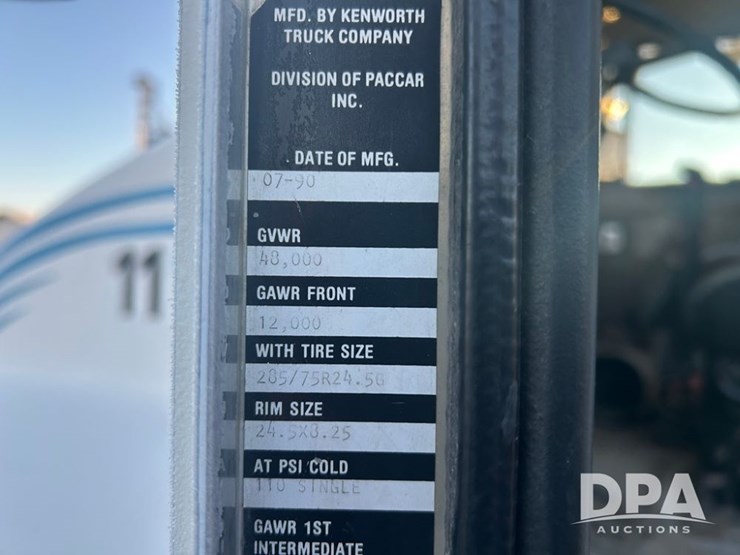 MFD. BY KENWORTH
TRUCK COMPANY
DIVISION OF PACCAR
INC.
DATE OF MFG.
07-90
GVWR
48,000
GAWR FRONT
12,000
WITH TIRE SIZE
285/75R24.5G
RIM SIZE
24.5X8.25
AT PSI COLD
110 SINGLE
GAWR 1ST
INTERMEDIATE
11
DPA
AUCTIONS